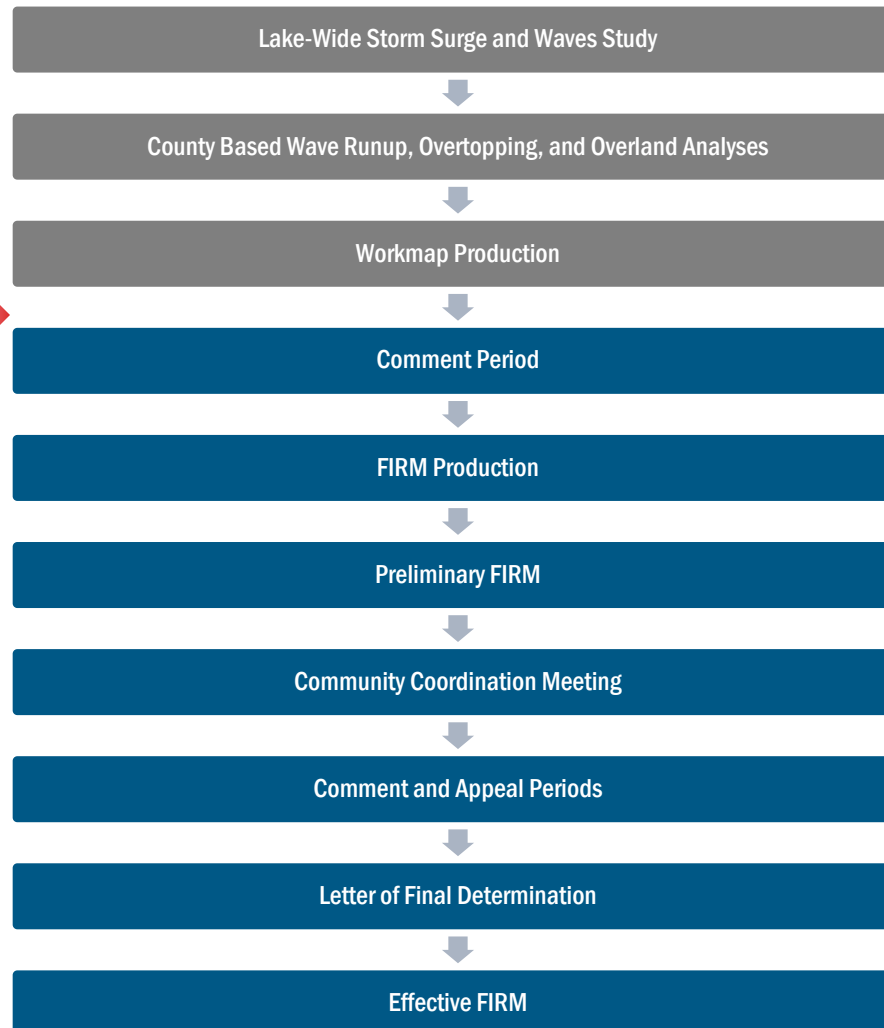 Lake-Wide Storm Surge and Waves Study
County Based Wave Runup, Overtopping, and Overland Analyses
Workmap Production
Comment Period
FIRM Production
Preliminary FIRM
Community Coordination Meeting
Comment and Appeal Periods
Letter of Final Determination
Effective FIRM